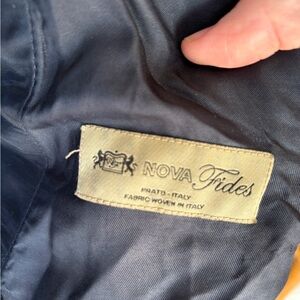 NOVA Fides
PRATO - ITALY
FABRIC WOVEN IN ITALY